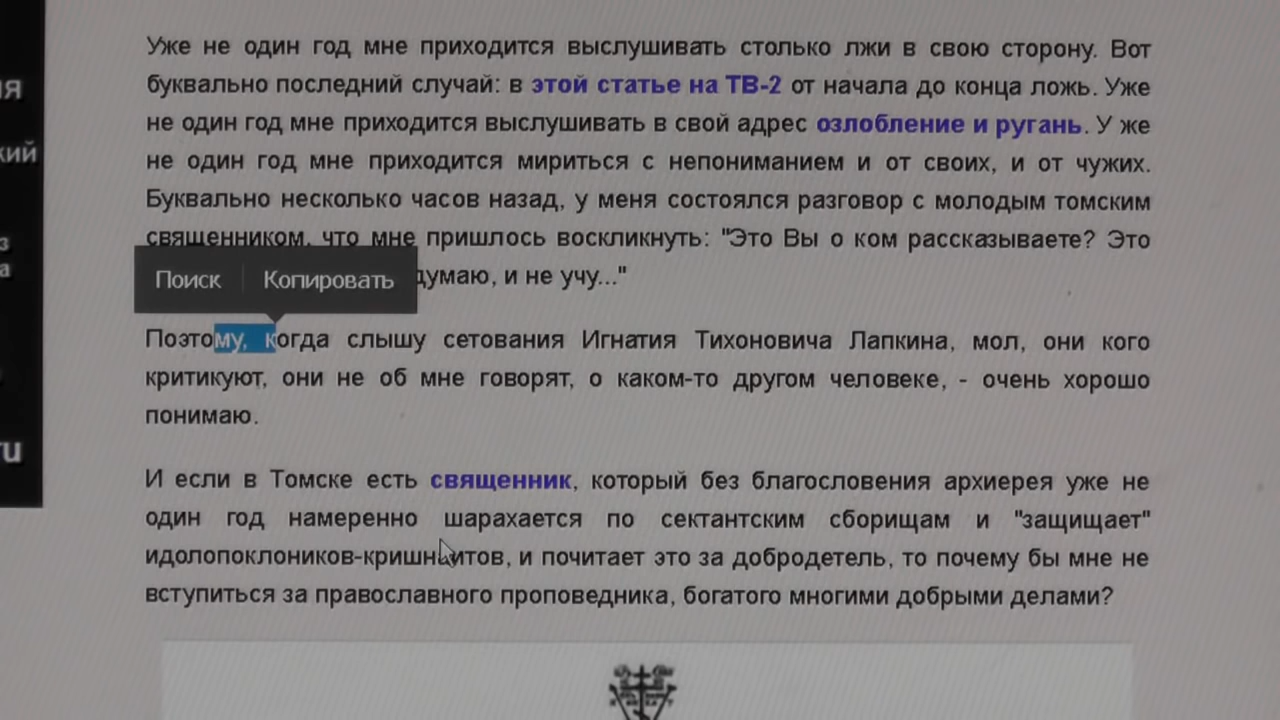 Уже не один год мне приходится выслушивать столько лжи в свою сторону. Вот
буквально последний случай: в этой статье на ТВ-2 от начала до конца ложь. Уже
не один год мне приходится выслушивать в свой адрес озлобление и ругань. У же
не один год мне приходится мириться с непониманием и от своих, и от чужих.
Буквально несколько часов назад, у меня состоялся разговор с молодым томским
священником, что мне пришлось воскликнуть: "Это Вы о ком рассказываете? Это
думаю, и не учу..."
Поиск Копировать
Поэтому, когда слышу сетования Игнатия Тихоновича Лапкина, мол, они кого
критикуют, они не об мне говорят, о каком-то другом человеке, - очень хорошо
понимаю.
И если в Томске есть священник, который без благословения архиерея уже не
один год намеренно шарахается по сектантским сборищам и "защищает"
идолопоклоников-кришнаитов, и почитает это за добродетель, то почему бы мне не
вступиться за православного проповедника, богатого многими добрыми делами?
ия
кий
з
а
ru